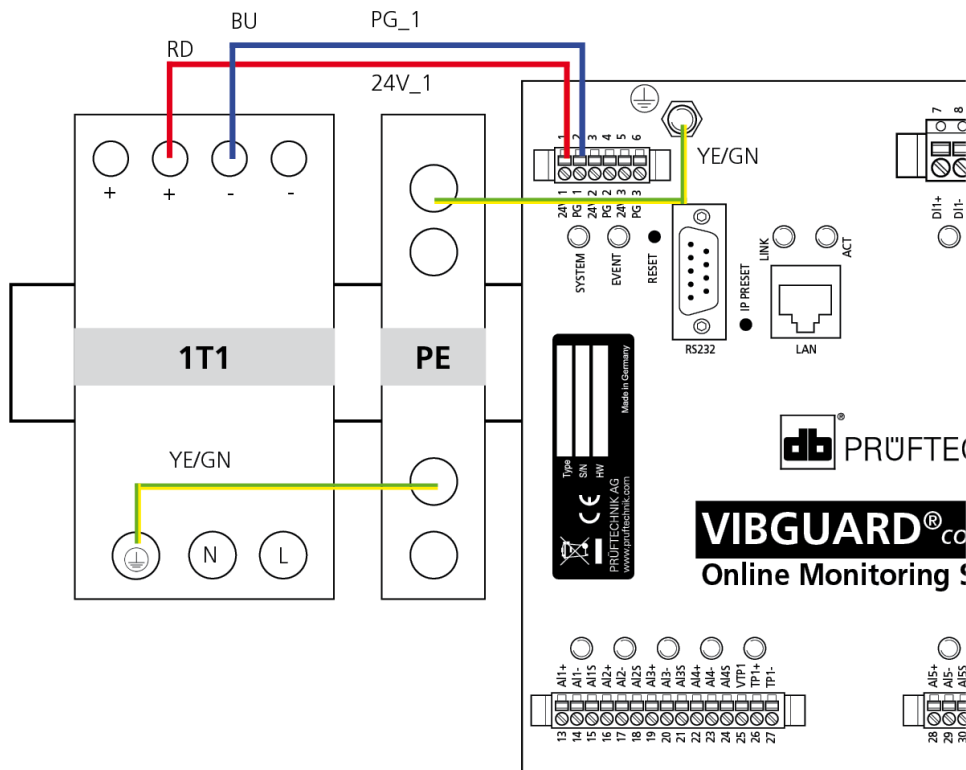 BU PG_1
RD
24V_1
+ + - -
1 2 3 4 5 6
7 8
YE/GN
24V 1
PG 1
24V 2
PG 2
24V 3
PG 3
DI1+
DI1-
SYSTEM
EVENT
RESET
LINK
ACT
IP PRESET
RS232
LAN
1T1
PE
Made in Germany
Type
S/N
HW
CE
PRÜFTECHNIK AG
www.pruftechnik.com
YE/GN
N L
db ® PRÜFTEC
VIBGUARD® co
Online Monitoring S
AI1+
AI1-
AI1S
AI2+
AI2-
AI2S
AI3+
AI3-
AI3S
AI4+
AI4-
AI4S
VTP1
TP1+
TP1-
AI5+
AI5-
AI5S
13 14 15 16 17 18 19 20 21 22 23 24 25 26 27
28 29 30